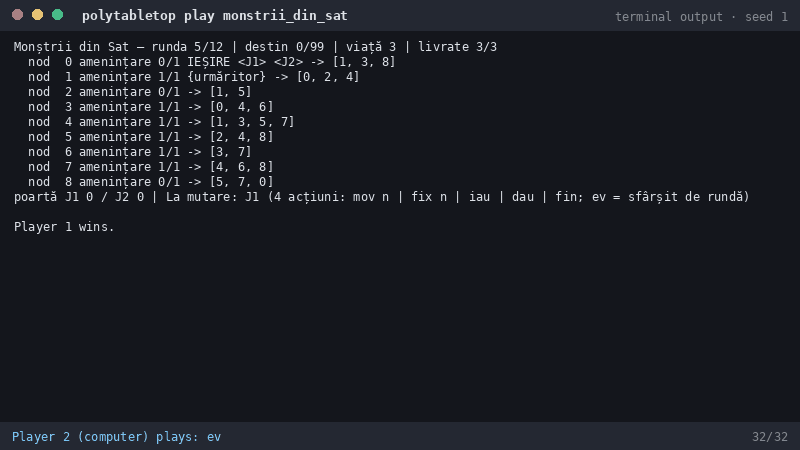 polytabletop play monstrii_din_sat
terminal output · seed 1
Monștrii din Sat — runda 5/12 | destin 0/99 | viață 3 | livrate 3/3
nod  0 amenințare 0/1 IEȘIRE <J1> <J2> -> [1, 3, 8]
nod  1 amenințare 1/1 {următor} -> [0, 2, 4]
nod  2 amenințare 0/1 -> [1, 5]
nod  3 amenințare 1/1 -> [0, 4, 6]
nod  4 amenințare 1/1 -> [1, 3, 5, 7]
nod  5 amenințare 1/1 -> [2, 4, 8]
nod  6 amenințare 1/1 -> [3, 7]
nod  7 amenințare 1/1 -> [4, 6, 8]
nod  8 amenințare 0/1 -> [5, 7, 0]
poartă J1 0 / J2 0 | La mutare: J1 (4 acțiuni: mov n | fix n | iau | dau | fin; ev = sfârșit de rundă)
Player 1 wins.
Player 2 (computer) plays: ev
32/32